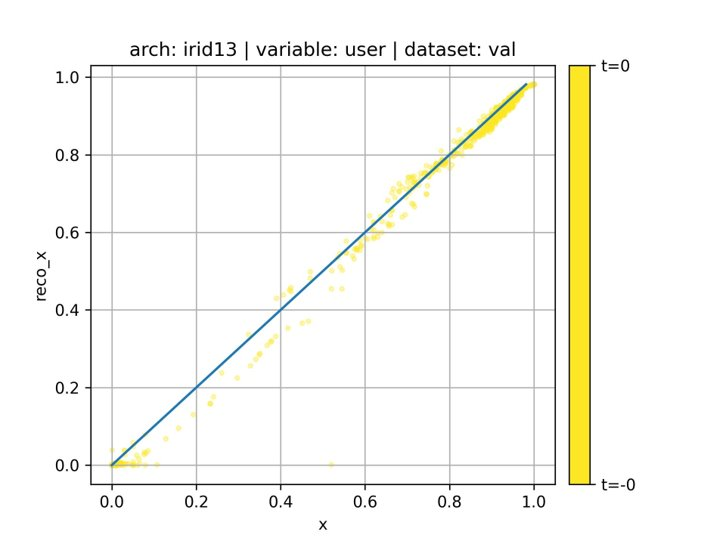 arch: irid13 | variable: user | dataset: val
t=0
1.0
0.8
0.6
0.4
0.2
0.0
reco_x
0.0 0.2 0.4 0.6 0.8 1.0
x
t=-0